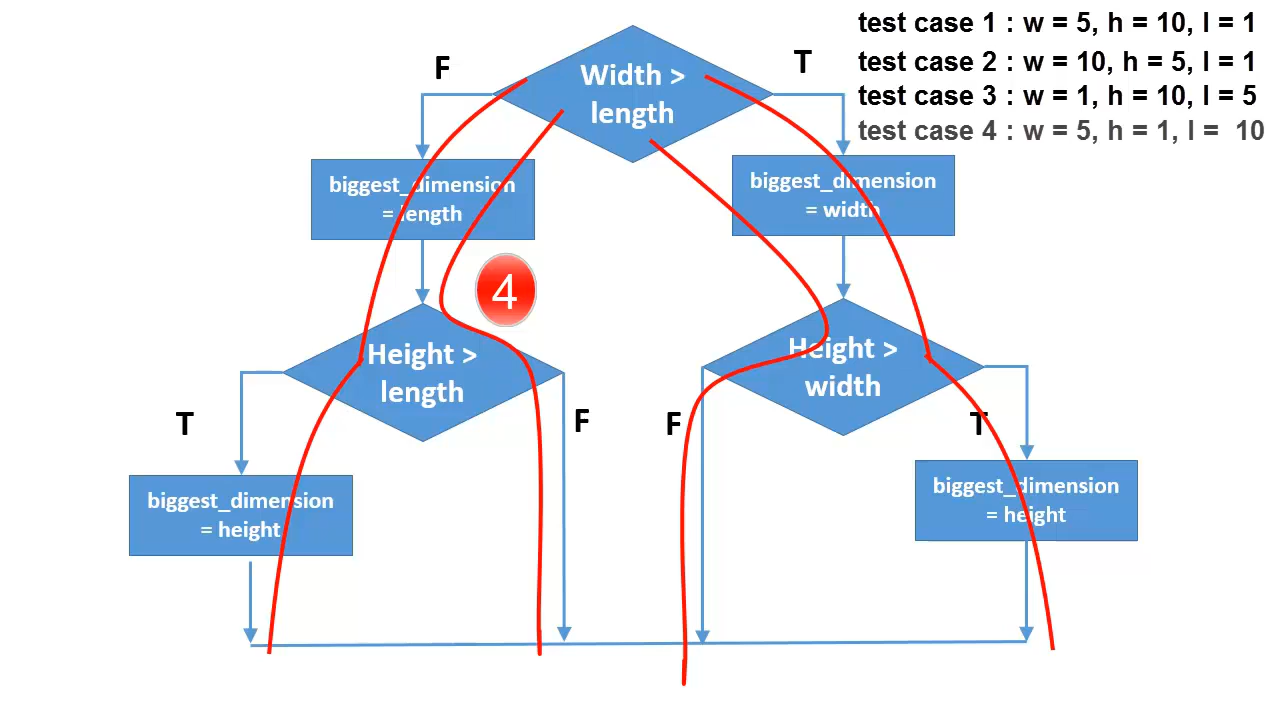 test case 1 : w = 5, h = 10, l = 1
test case 2 : w = 10, h = 5, l = 1
test case 3 : w = 1, h = 10, l = 5
test case 4 : w = 5, h = 1, l = 10
F
Width >
length
T
biggest_dimension
= length
biggest_dimension
= width
4
Height >
length
Height >
width
T
F
F
T
biggest_dimension
= height
biggest_dimension
= height